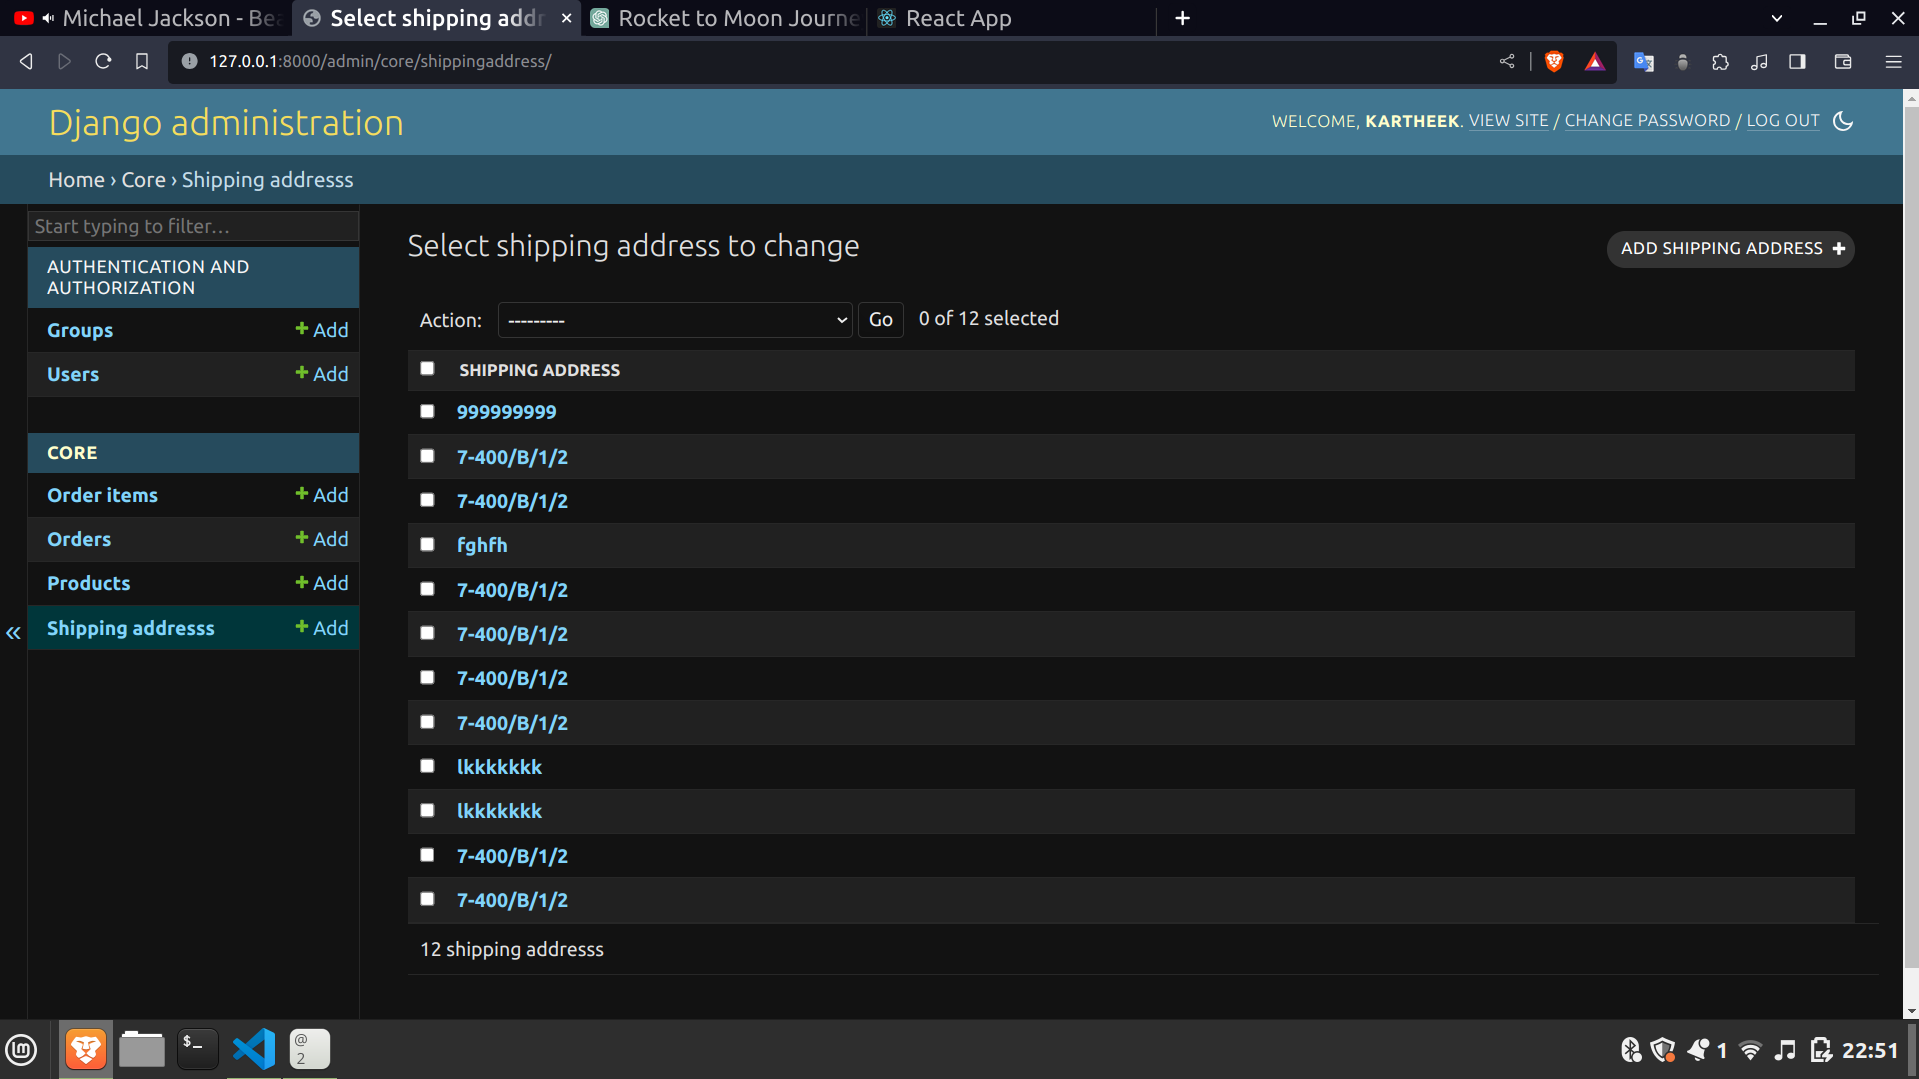 Michael Jackson - Bea
Select shipping addr
Rocket to Moon Journe
React App
127.0.0.1:8000/admin/core/shippingaddress/
Django administration
WELCOME, KARTHEEK. VIEW SITE / CHANGE PASSWORD / LOG OUT
Home › Core › Shipping addresss
Start typing to filter…
AUTHENTICATION AND
AUTHORIZATION
Groups + Add
Users + Add
CORE
Order items + Add
Orders + Add
Products + Add
Shipping addresss + Add
«
Select shipping address to change
ADD SHIPPING ADDRESS +
Action: --------- Go 0 of 12 selected
SHIPPING ADDRESS
999999999
7-400/B/1/2
7-400/B/1/2
fghfh
7-400/B/1/2
7-400/B/1/2
7-400/B/1/2
7-400/B/1/2
lkkkkkkk
lkkkkkkk
7-400/B/1/2
7-400/B/1/2
12 shipping addresss
$_
@
2
1
22:51